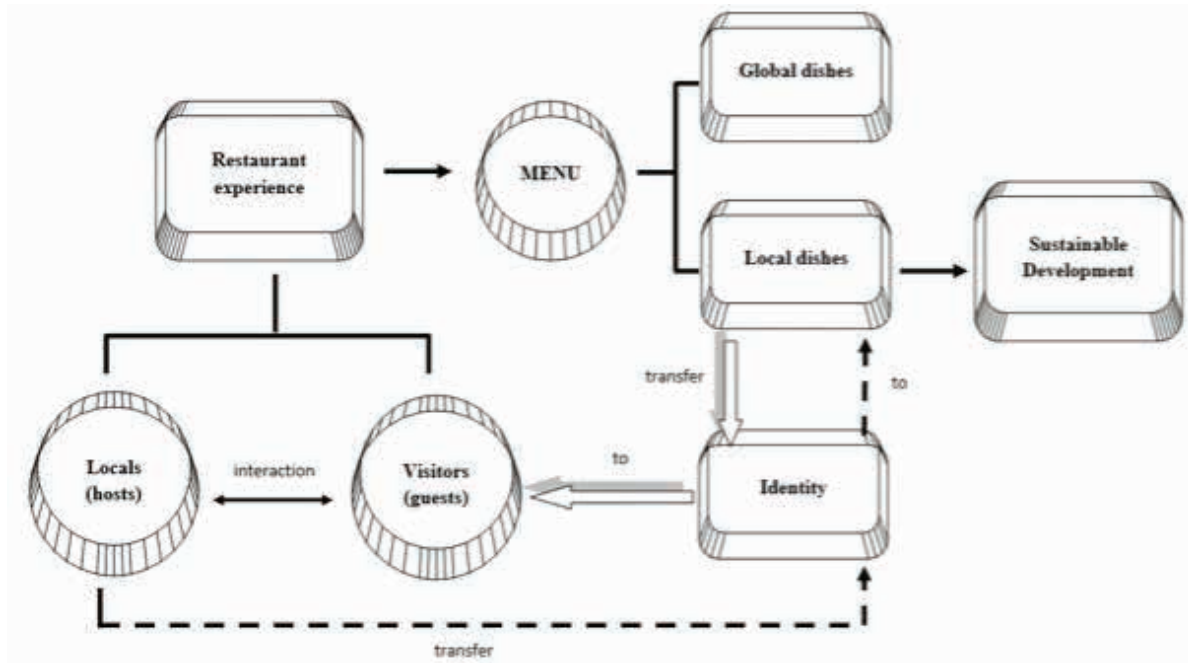 Global dishes
Restaurant
experience
MENU
Local dishes
Sustainable
Development
transfer
to
Locals
(hosts)
interaction
Visitors
(guests)
to
Identity
transfer